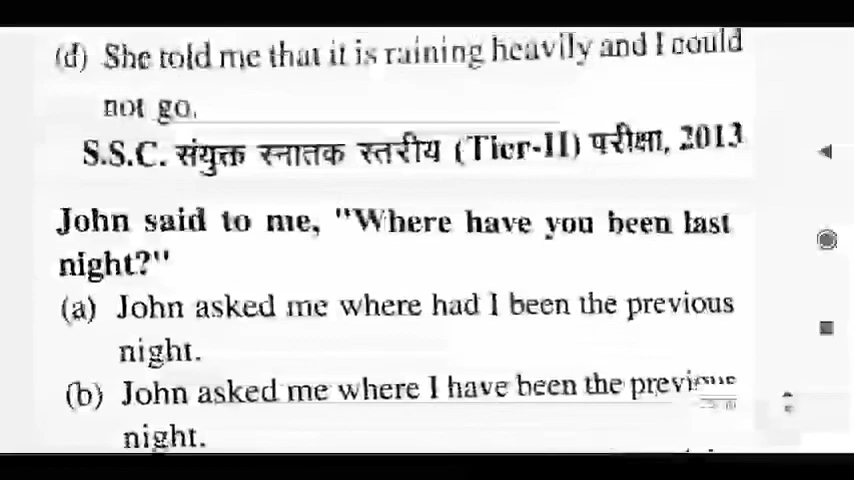 (d) She told me that it is raining heavily and I could
not go.
S.S.C. संयुक्त स्नातक स्तरीय (Tier-II) परीक्षा, 2013
John said to me, "Where have you been last
night?"
(a) John asked me where had I been the previous
night.
(b) John asked me where I have been the previous
night.